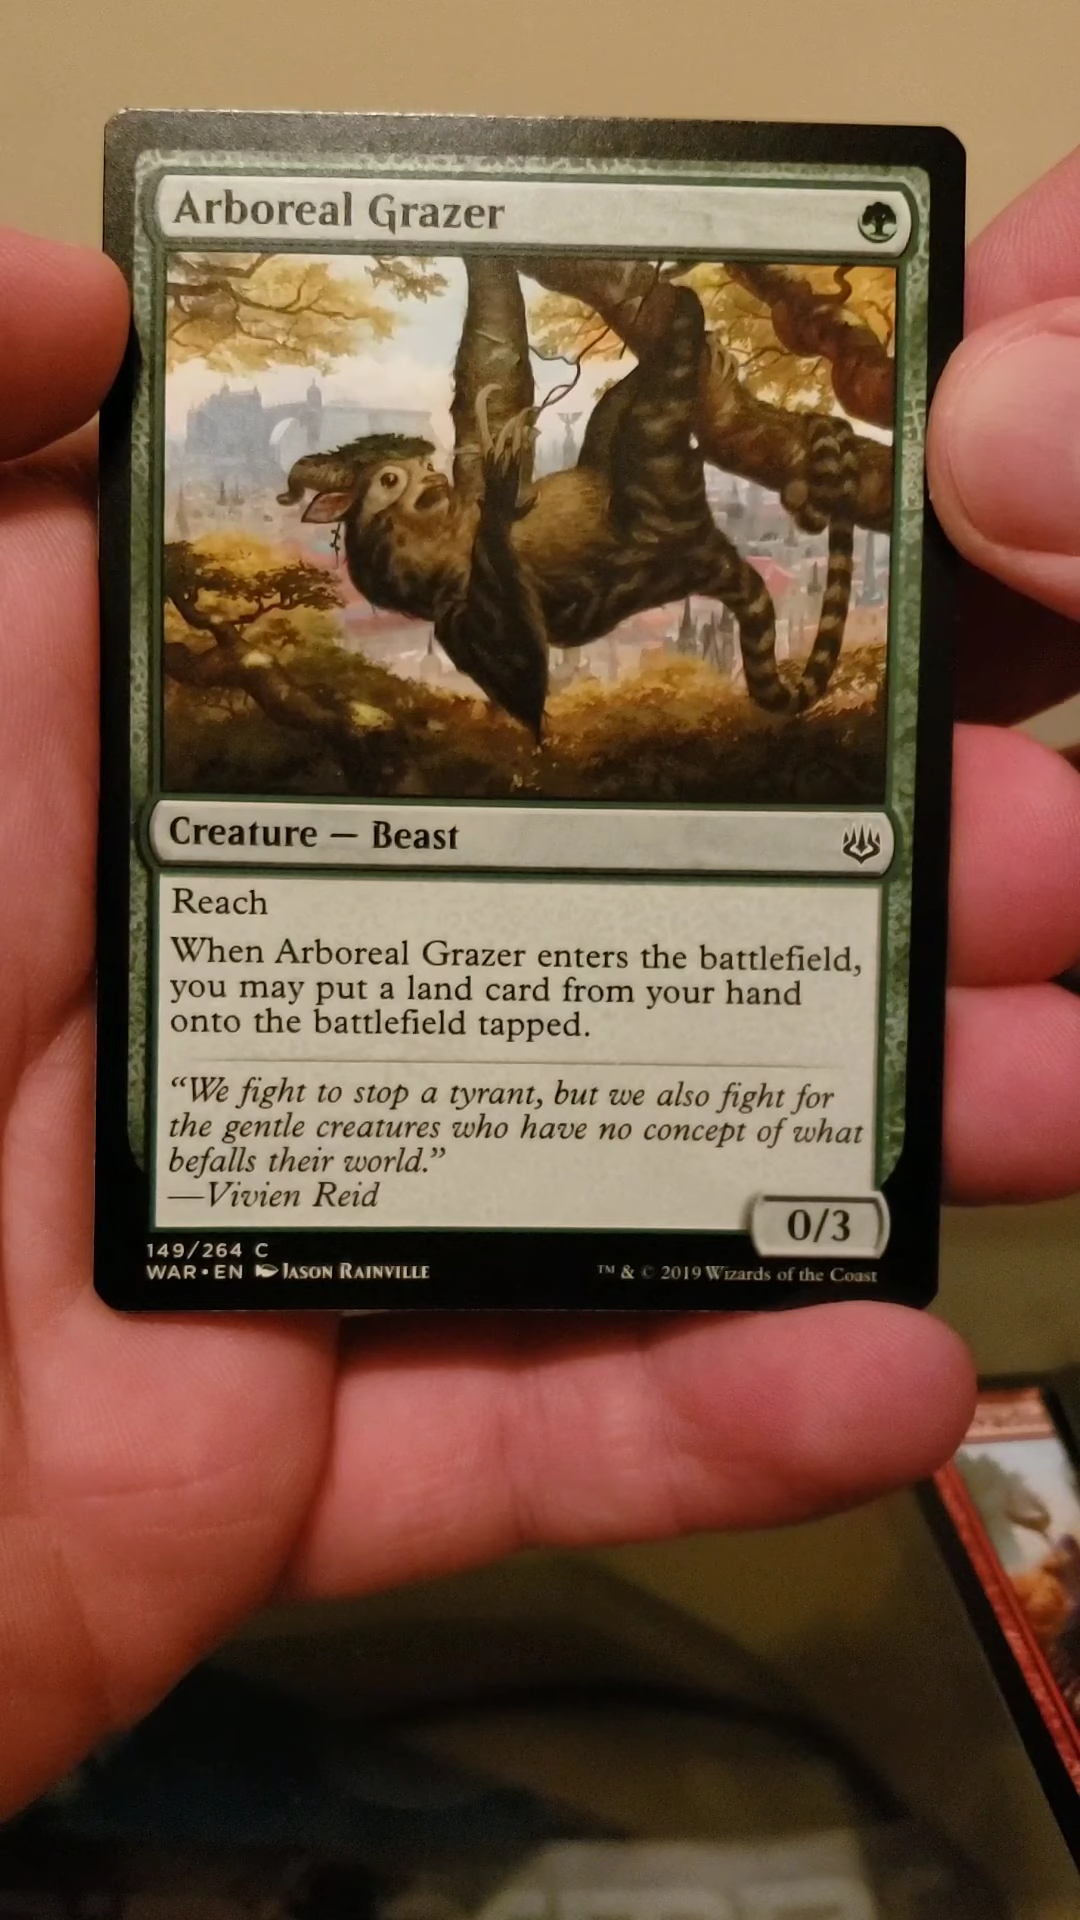 Arboreal Grazer
Creature — Beast
Reach
When Arboreal Grazer enters the battlefield,
you may put a land card from your hand
onto the battlefield tapped.
“We fight to stop a tyrant, but we also fight for
the gentle creatures who have no concept of what
befalls their world.”
—Vivien Reid
0/3
149/264 C
WAR • EN JASON RAINVILLE
™ & © 2019 Wizards of the Coast